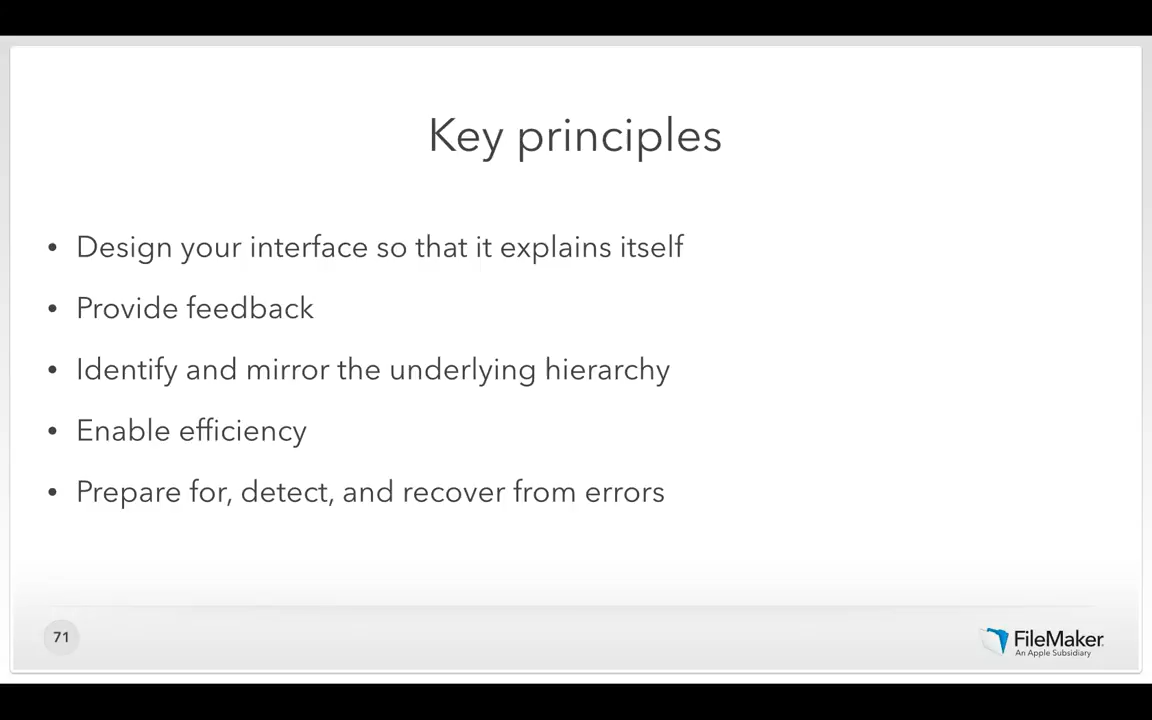 Key principles
• Design your interface so that it explains itself
• Provide feedback
• Identify and mirror the underlying hierarchy
• Enable efficiency
• Prepare for, detect, and recover from errors
71
FileMaker
An Apple Subsidiary